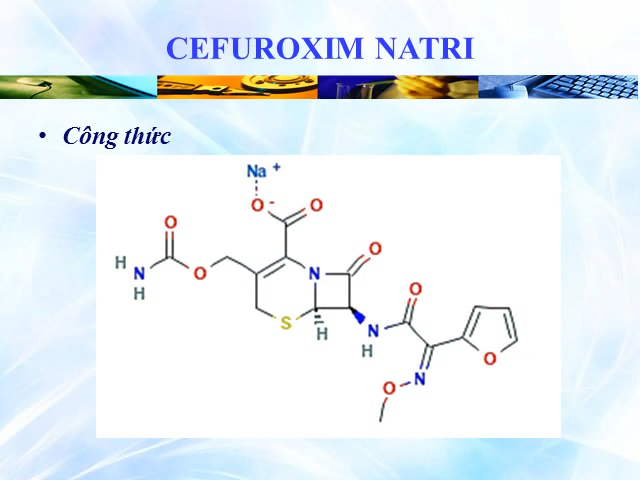 CEFUROXIM NATRI
• Công thức
Na +
O - O
O O
H N O N
H S H N O
H O
O N